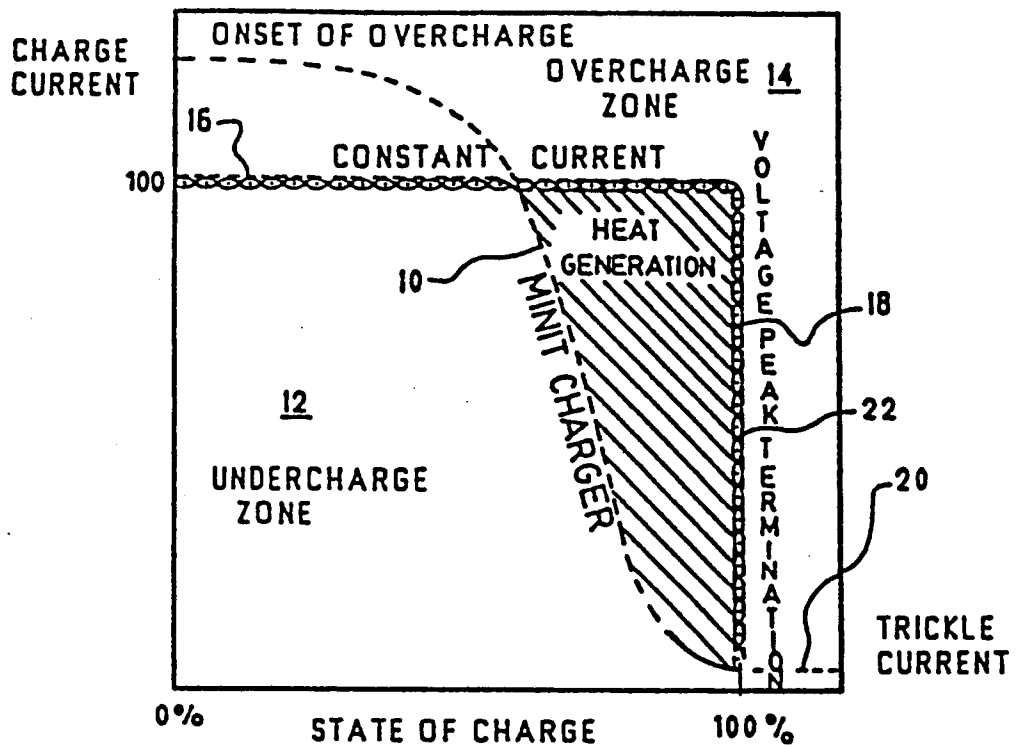 ONSET OF OVERCHARGE
CHARGE
CURRENT
OVERCHARGE
ZONE
14
16
CONSTANT CURRENT
100
VOLTAGE PEAK TERMINATION
HEAT
GENERATION
10
MINIT CHARGER
18
12
22
UNDERCHARGE
ZONE
20
TRICKLE
CURRENT
0%
STATE OF CHARGE
100%